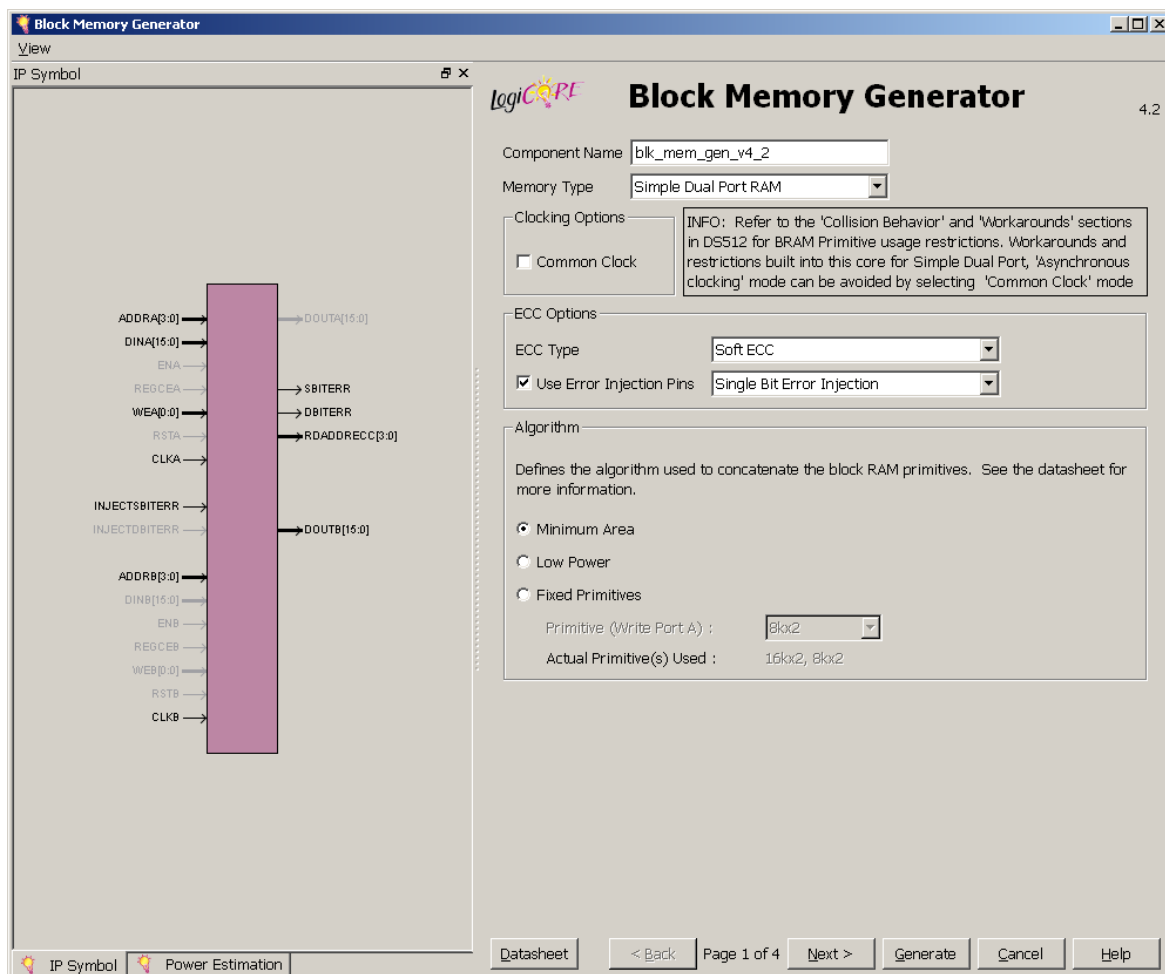 Block Memory Generator
View
IP Symbol
ADDRA[3:0]
DINA[15:0]
ENA
REGCEA
WEA[0:0]
RSTA
CLKA
INJECTSBITERR
INJECTDBITERR
ADDRB[3:0]
DINB[15:0]
ENB
REGCEB
WEB[0:0]
RSTB
CLKB
DOUTA[15:0]
SBITERR
DBITERR
RDADDRECC[3:0]
DOUTB[15:0]
IP Symbol
Power Estimation
LogiCORE
Block Memory Generator
4.2
Component Name blk_mem_gen_v4_2
Memory Type Simple Dual Port RAM
Clocking Options
Common Clock
INFO: Refer to the 'Collision Behavior' and 'Workarounds' sections
in DS512 for BRAM Primitive usage restrictions. Workarounds and
restrictions built into this core for Simple Dual Port, 'Asynchronous
clocking' mode can be avoided by selecting 'Common Clock' mode
ECC Options
ECC Type Soft ECC
Use Error Injection Pins Single Bit Error Injection
Algorithm
Defines the algorithm used to concatenate the block RAM primitives. See the datasheet for
more information.
Minimum Area
Low Power
Fixed Primitives
Primitive (Write Port A) : 8kx2
Actual Primitive(s) Used : 16kx2, 8kx2
Datasheet < Back Page 1 of 4 Next > Generate Cancel Help